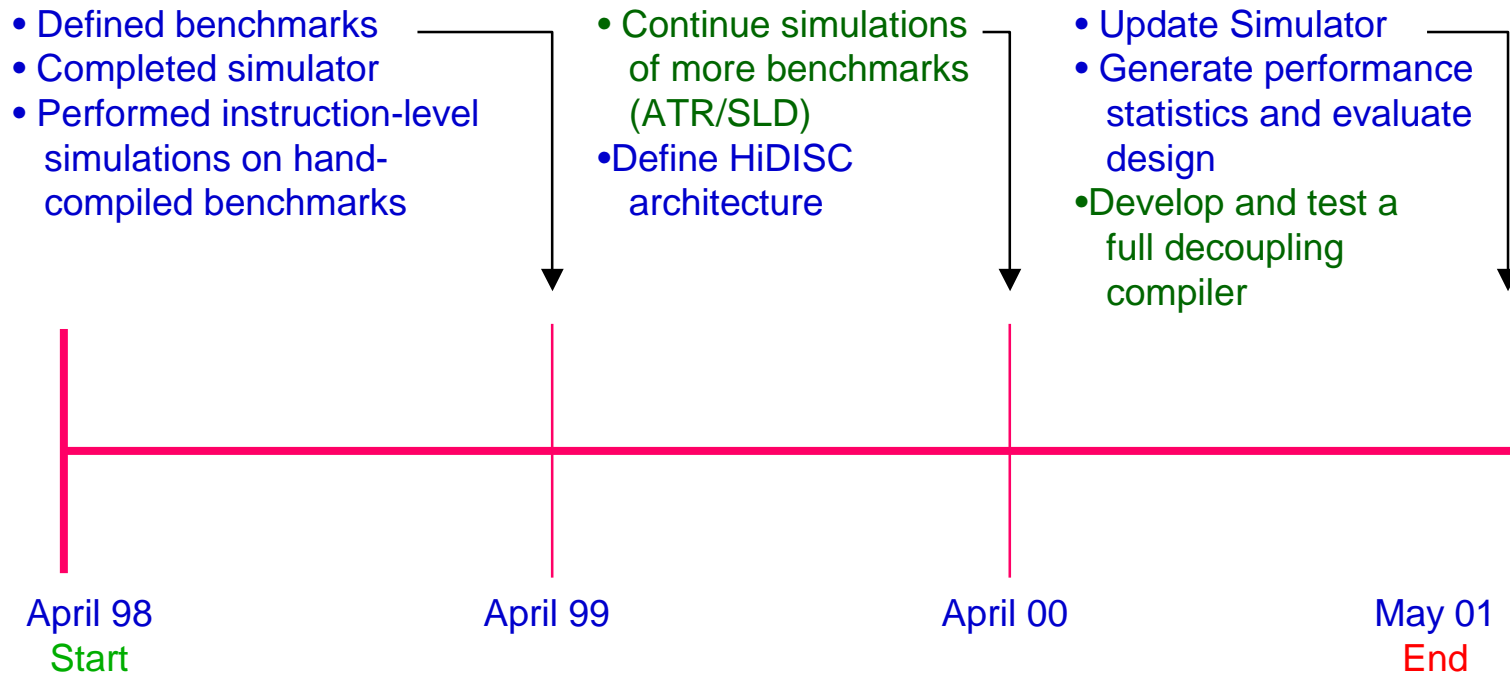 • Defined benchmarks
• Completed simulator
• Performed instruction-level
simulations on hand-
compiled benchmarks
• Continue simulations
of more benchmarks
(ATR/SLD)
•Define HiDISC
architecture
• Update Simulator
• Generate performance
statistics and evaluate
design
•Develop and test a
full decoupling
compiler
April 98
Start
April 99
April 00
May 01
End